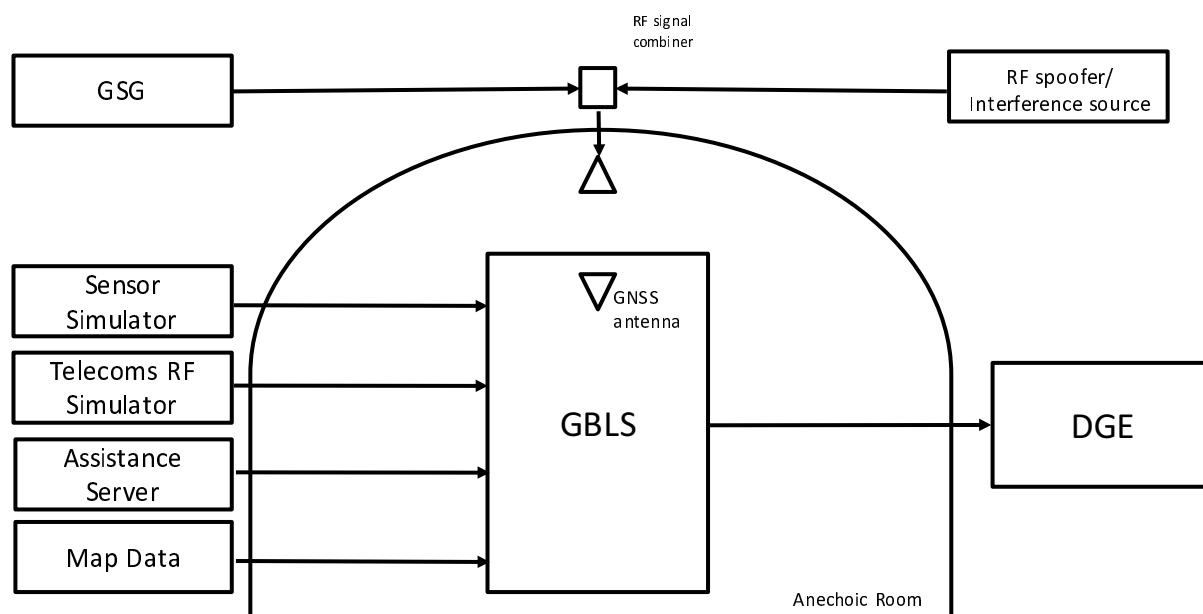 RF signal
combiner
GSG
RF spoofer/
Interference source
Sensor
Simulator
GNSS
antenna
Telecoms RF
Simulator
GBLS
DGE
Assistance
Server
Map Data
Anechoic Room